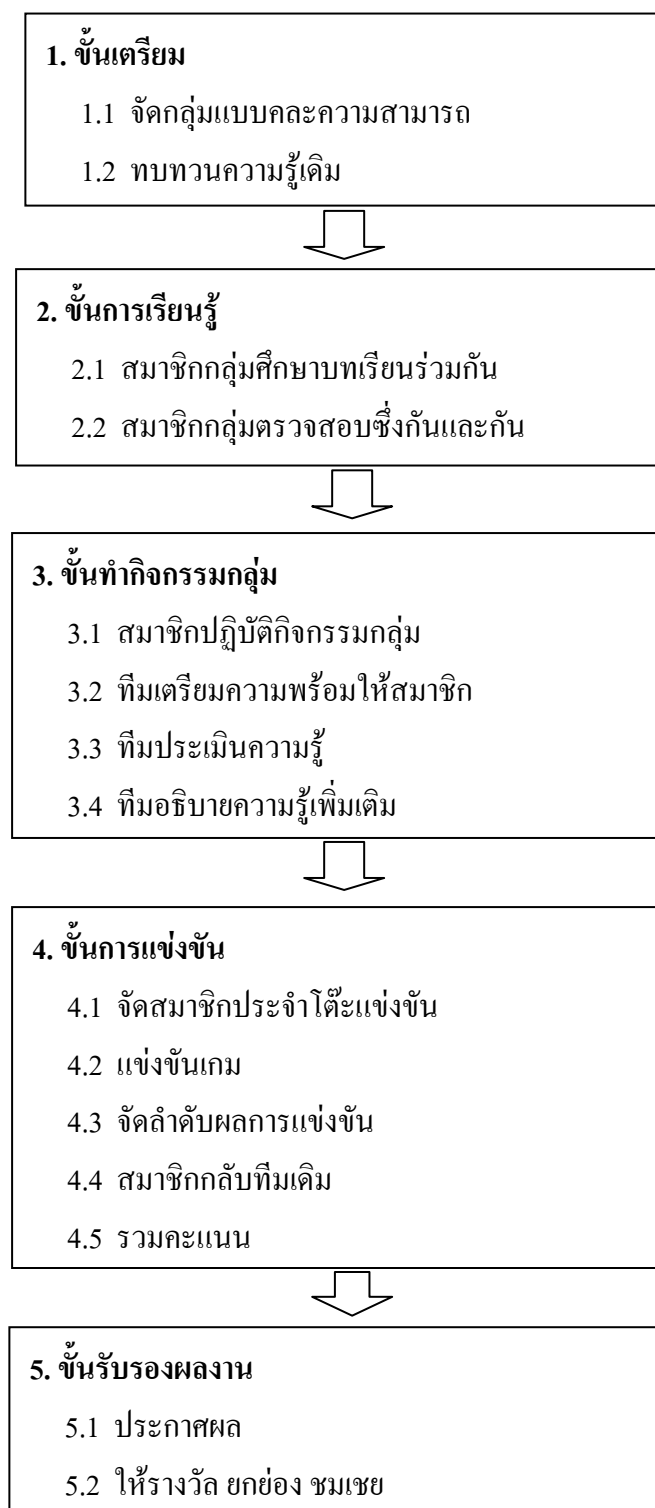 1. ขั้นเตรียม
1.1 จัดกลุ่มแบบคละความสามารถ
1.2 ทบทวนความรู้เดิม
2. ขั้นการเรียนรู้
2.1 สมาชิกกลุ่มศึกษาบทเรียนร่วมกัน
2.2 สมาชิกกลุ่มตรวจสอบซึ่งกันและกัน
3. ขั้นทำกิจกรรมกลุ่ม
3.1 สมาชิกปฏิบัติกิจกรรมกลุ่ม
3.2 ทีมเตรียมความพร้อมให้สมาชิก
3.3 ทีมประเมินความรู้
3.4 ทีมอธิบายความรู้เพิ่มเติม
4. ขั้นการแข่งขัน
4.1 จัดสมาชิกประจำโต๊ะแข่งขัน
4.2 แข่งขันเกม
4.3 จัดลำดับผลการแข่งขัน
4.4 สมาชิกกลับทีมเดิม
4.5 รวมคะแนน
5. ขั้นรับรองผลงาน
5.1 ประกาศผล
5.2 ให้รางวัล ยกย่อง ชมเชย